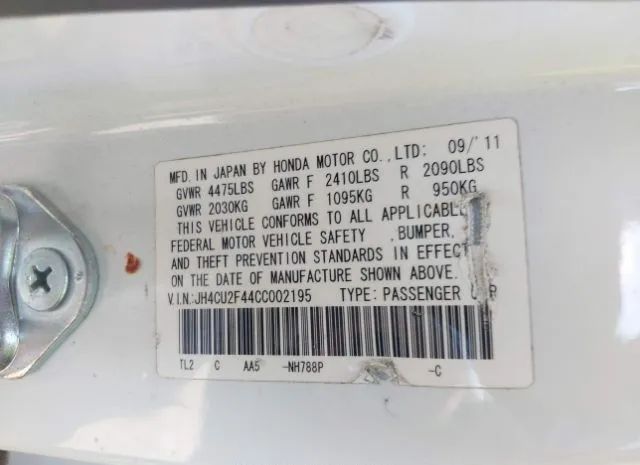 MFD. IN JAPAN BY HONDA MOTOR CO.,LTD: 09/'11
GVWR 4475LBS GAWR F 2410LBS R 2090LBS
GVWR 2030KG GAWR F 1095KG R 950KG
THIS VEHICLE CONFORMS TO ALL APPLICABLE
FEDERAL MOTOR VEHICLE SAFETY ,BUMPER,
AND THEFT PREVENTION STANDARDS IN EFFECT
ON THE DATE OF MANUFACTURE SHOWN ABOVE.
V.I.N:JH4CU2F44CC002195 TYPE: PASSENGER CAR
TL2 C AA5 -NH788P -C